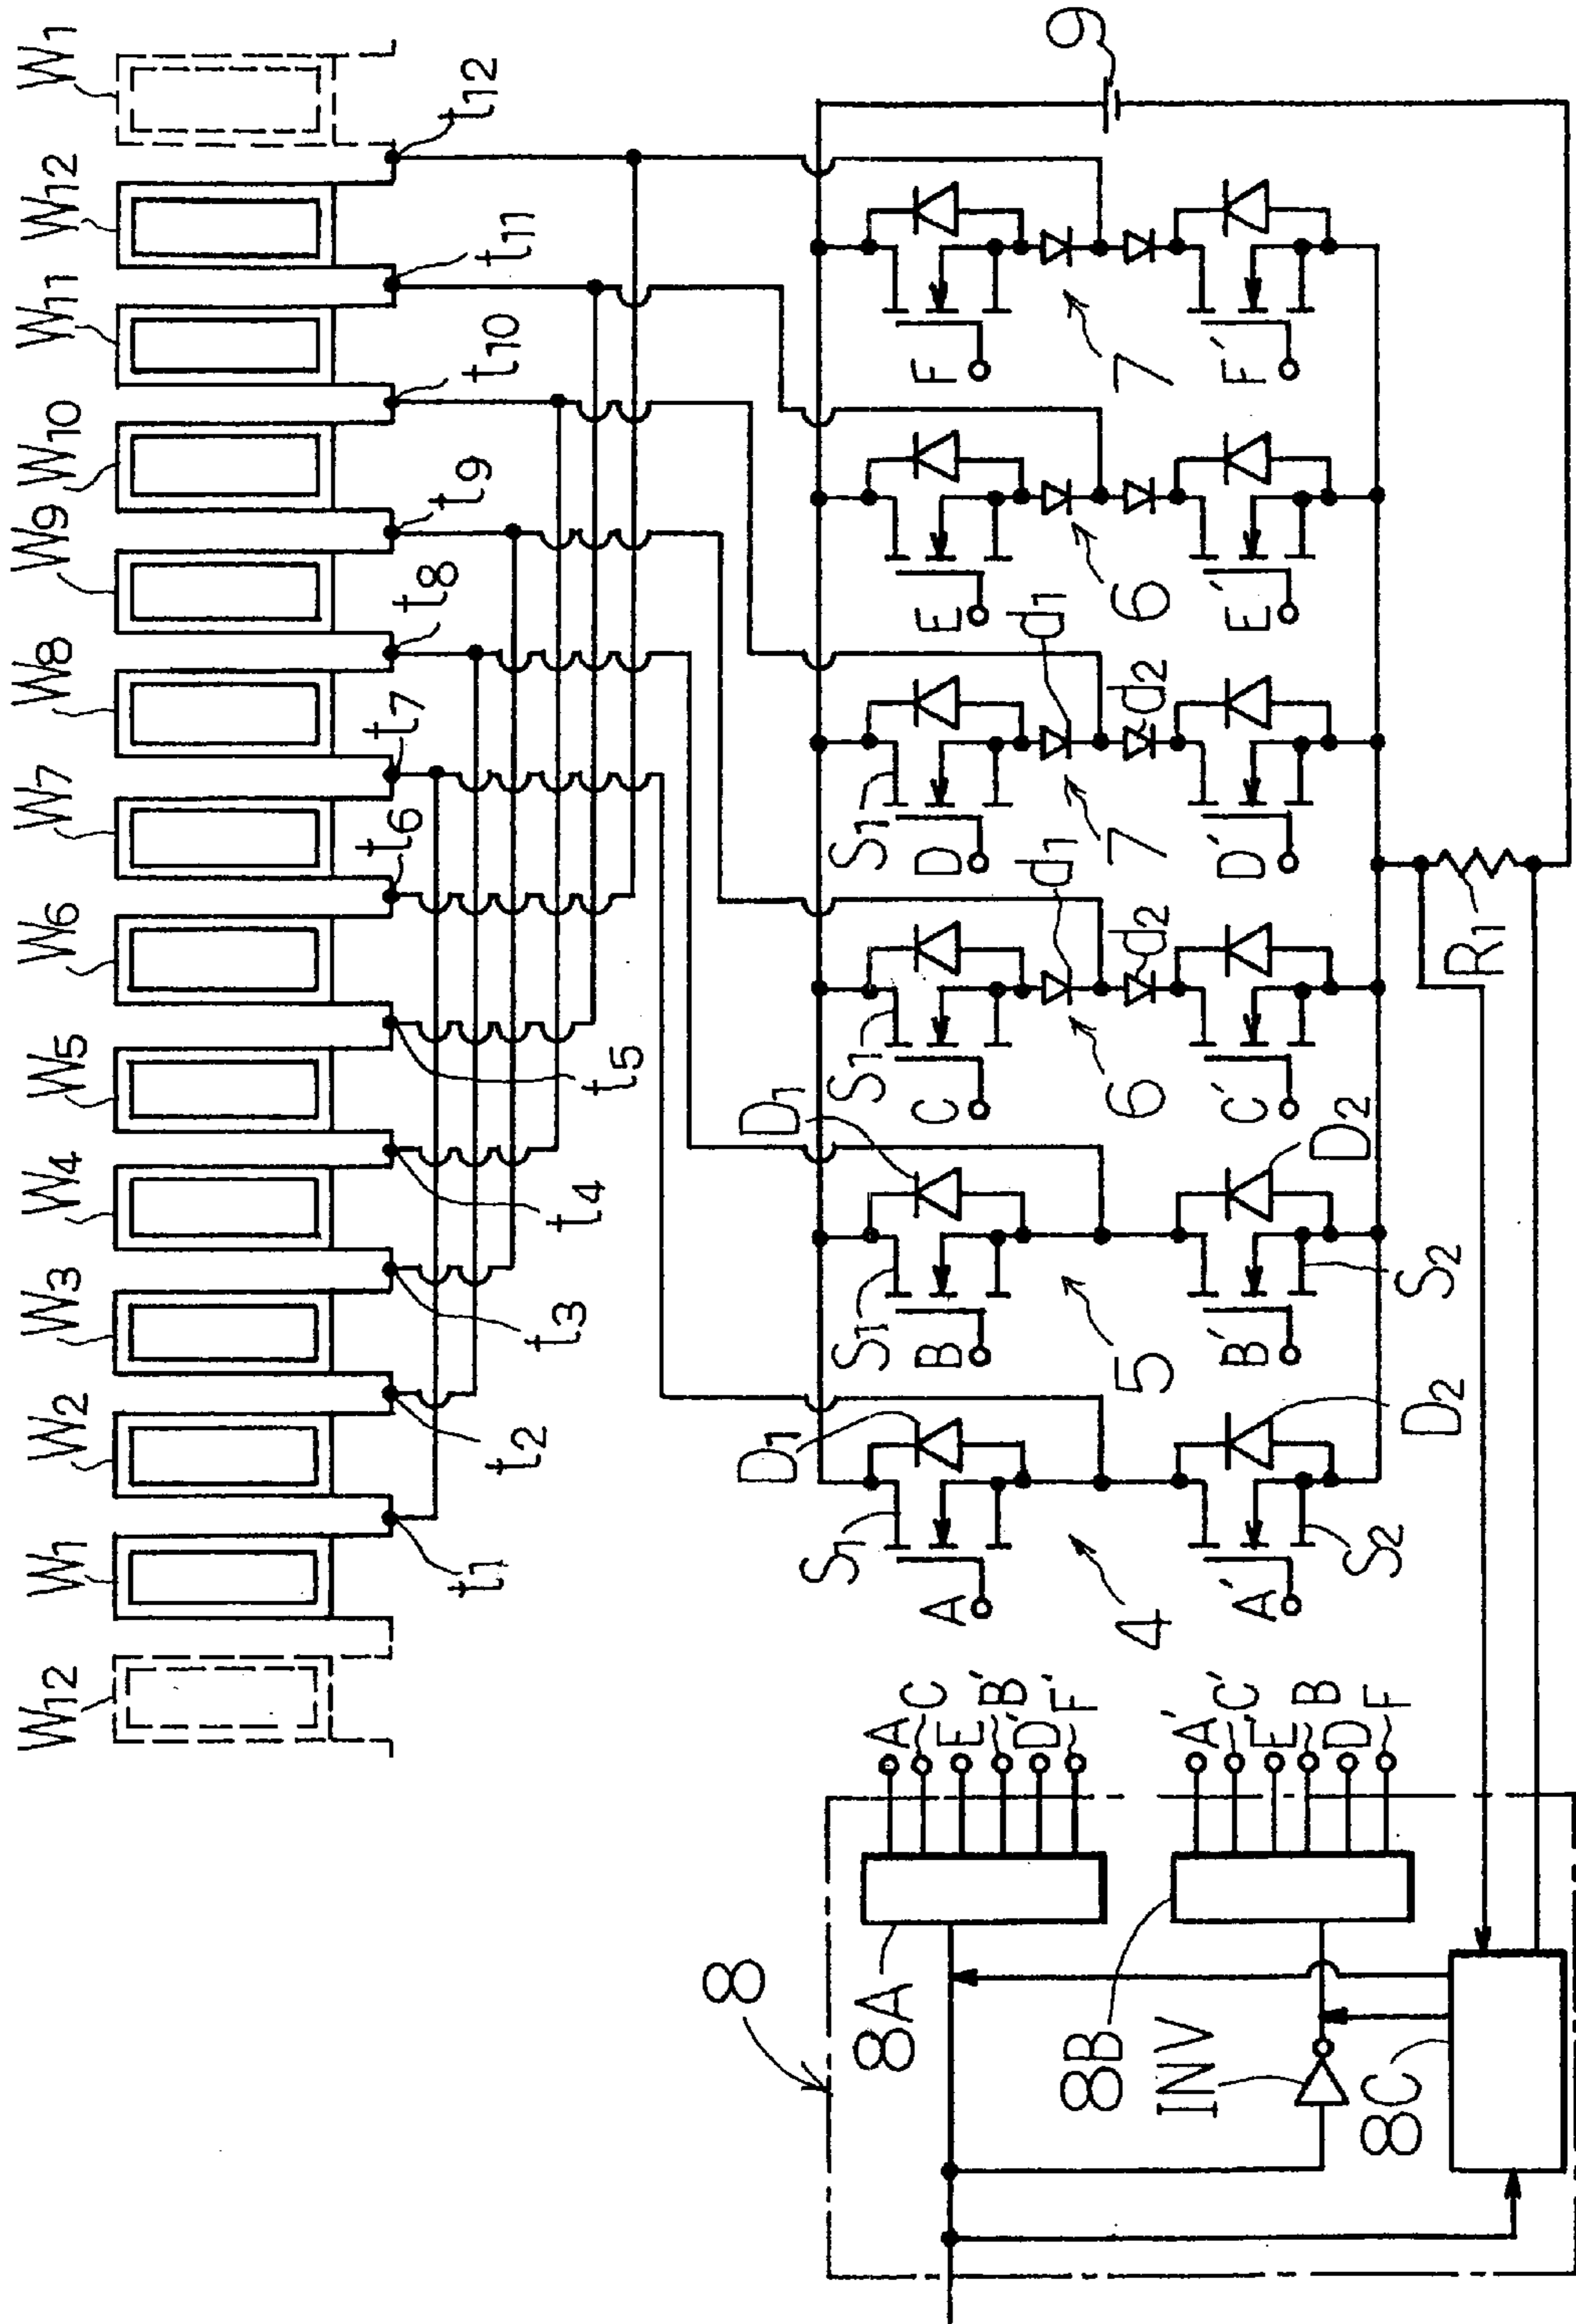 W12 W1 W2 W3 W4 W5 W6 W7 W8 W9 W10 W11 W12 W1
t1 t2 t3 t4 t5 t6 t7 t8 t9 t10 t11 t12
D1 D1 d1 d1
S1 S1 S1 S1
A B C D E F
4 5 6 7 6 7
d2 d2
A' B' C' D' E' F'
S2 S2
D2 D2
R1
9
8
8A
A
C
E
B'
D'
F'
8B
A'
C'
E'
B
D
F
INV
8C